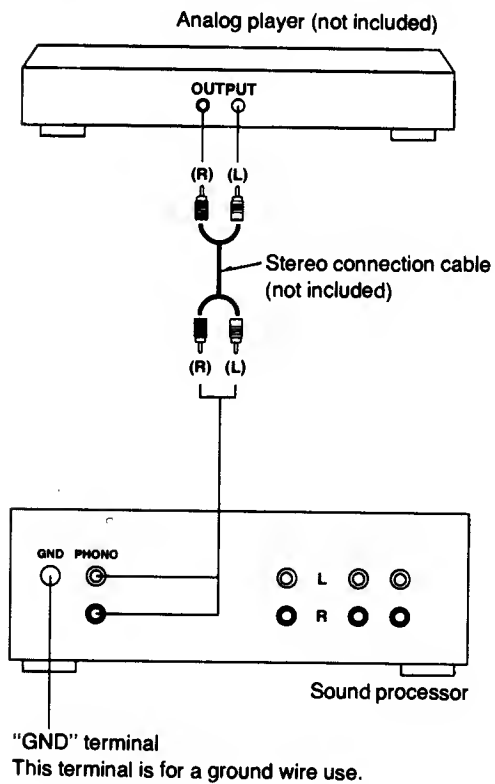 Analog player (not included)
OUTPUT
(R) (L)
Stereo connection cable
(not included)
(R) (L)
GND PHONO
L
R
Sound processor
“GND” terminal
This terminal is for a ground wire use.